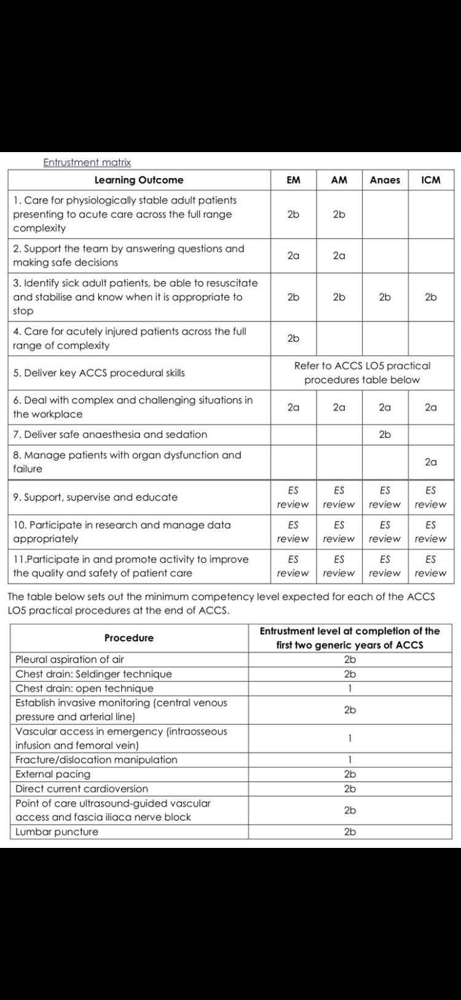 Entrustment matrix
Learning Outcome EM AM Anaes ICM
1. Care for physiologically stable adult patients
presenting to acute care across the full range
complexity
2b 2b
2. Support the team by answering questions and
making safe decisions
2a 2a
3. Identify sick adult patients, be able to resuscitate
and stabilise and know when it is appropriate to
stop
2b 2b 2b 2b
4. Care for acutely injured patients across the full
range of complexity
2b
5. Deliver key ACCS procedural skills
Refer to ACCS LO5 practical
procedures table below
6. Deal with complex and challenging situations in
the workplace
2a 2a 2a 2a
7. Deliver safe anaesthesia and sedation 2b
8. Manage patients with organ dysfunction and
failure
2a
9. Support, supervise and educate
ES ES ES ES
review review review review
10. Participate in research and manage data
appropriately
ES ES ES ES
review review review review
11.Participate in and promote activity to improve
the quality and safety of patient care
ES ES ES ES
review review review review
The table below sets out the minimum competency level expected for each of the ACCS
LO5 practical procedures at the end of ACCS.
Procedure
Entrustment level at completion of the
first two generic years of ACCS
Pleural aspiration of air 2b
Chest drain: Seldinger technique 2b
Chest drain: open technique 1
Establish invasive monitoring (central venous
pressure and arterial line)
2b
Vascular access in emergency (intraosseous
infusion and femoral vein)
1
Fracture/dislocation manipulation 1
External pacing 2b
Direct current cardioversion 2b
Point of care ultrasound-guided vascular
access and fascia iliaca nerve block
2b
Lumbar puncture 2b